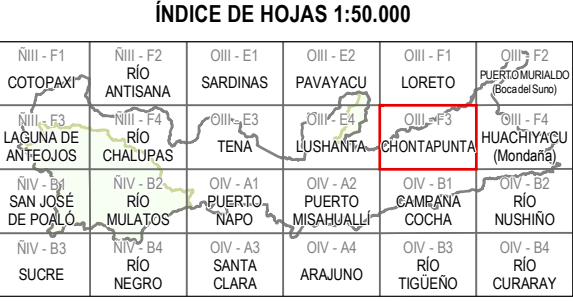 ÍNDICE DE HOJAS 1:50.000
ÑIII - F1
COTOPAXI
ÑIII - F2
RÍO
ANTISANA
OIII - E1
SARDINAS
OIII - E2
PAVAYACU
OIII - F1
LORETO
OIII - F2
PUERTO MURIALDO
(Boca del Suno)
ÑIII - F3
LAGUNA DE
ANTEOJOS
ÑIII - F4
RÍO
CHALUPAS
OIII - E3
TENA
OIII - E4
LUSHANTA
OIII - F3
CHONTAPUNTA
OIII - F4
HUACHIYACU
(Mondaña)
ÑIV - B1
SAN JOSÉ
DE POALÓ
ÑIV - B2
RÍO
MULATOS
OIV - A1
PUERTO
NAPO
OIV - A2
PUERTO
MISAHUALLÍ
OIV - B1
CAMPANA
COCHA
OIV - B2
RÍO
NUSHIÑO
ÑIV - B3
SUCRE
ÑIV - B4
RÍO
NEGRO
OIV - A3
SANTA
CLARA
OIV - A4
ARAJUNO
OIV - B3
RÍO
TIGÜEÑO
OIV - B4
RÍO
CURARAY